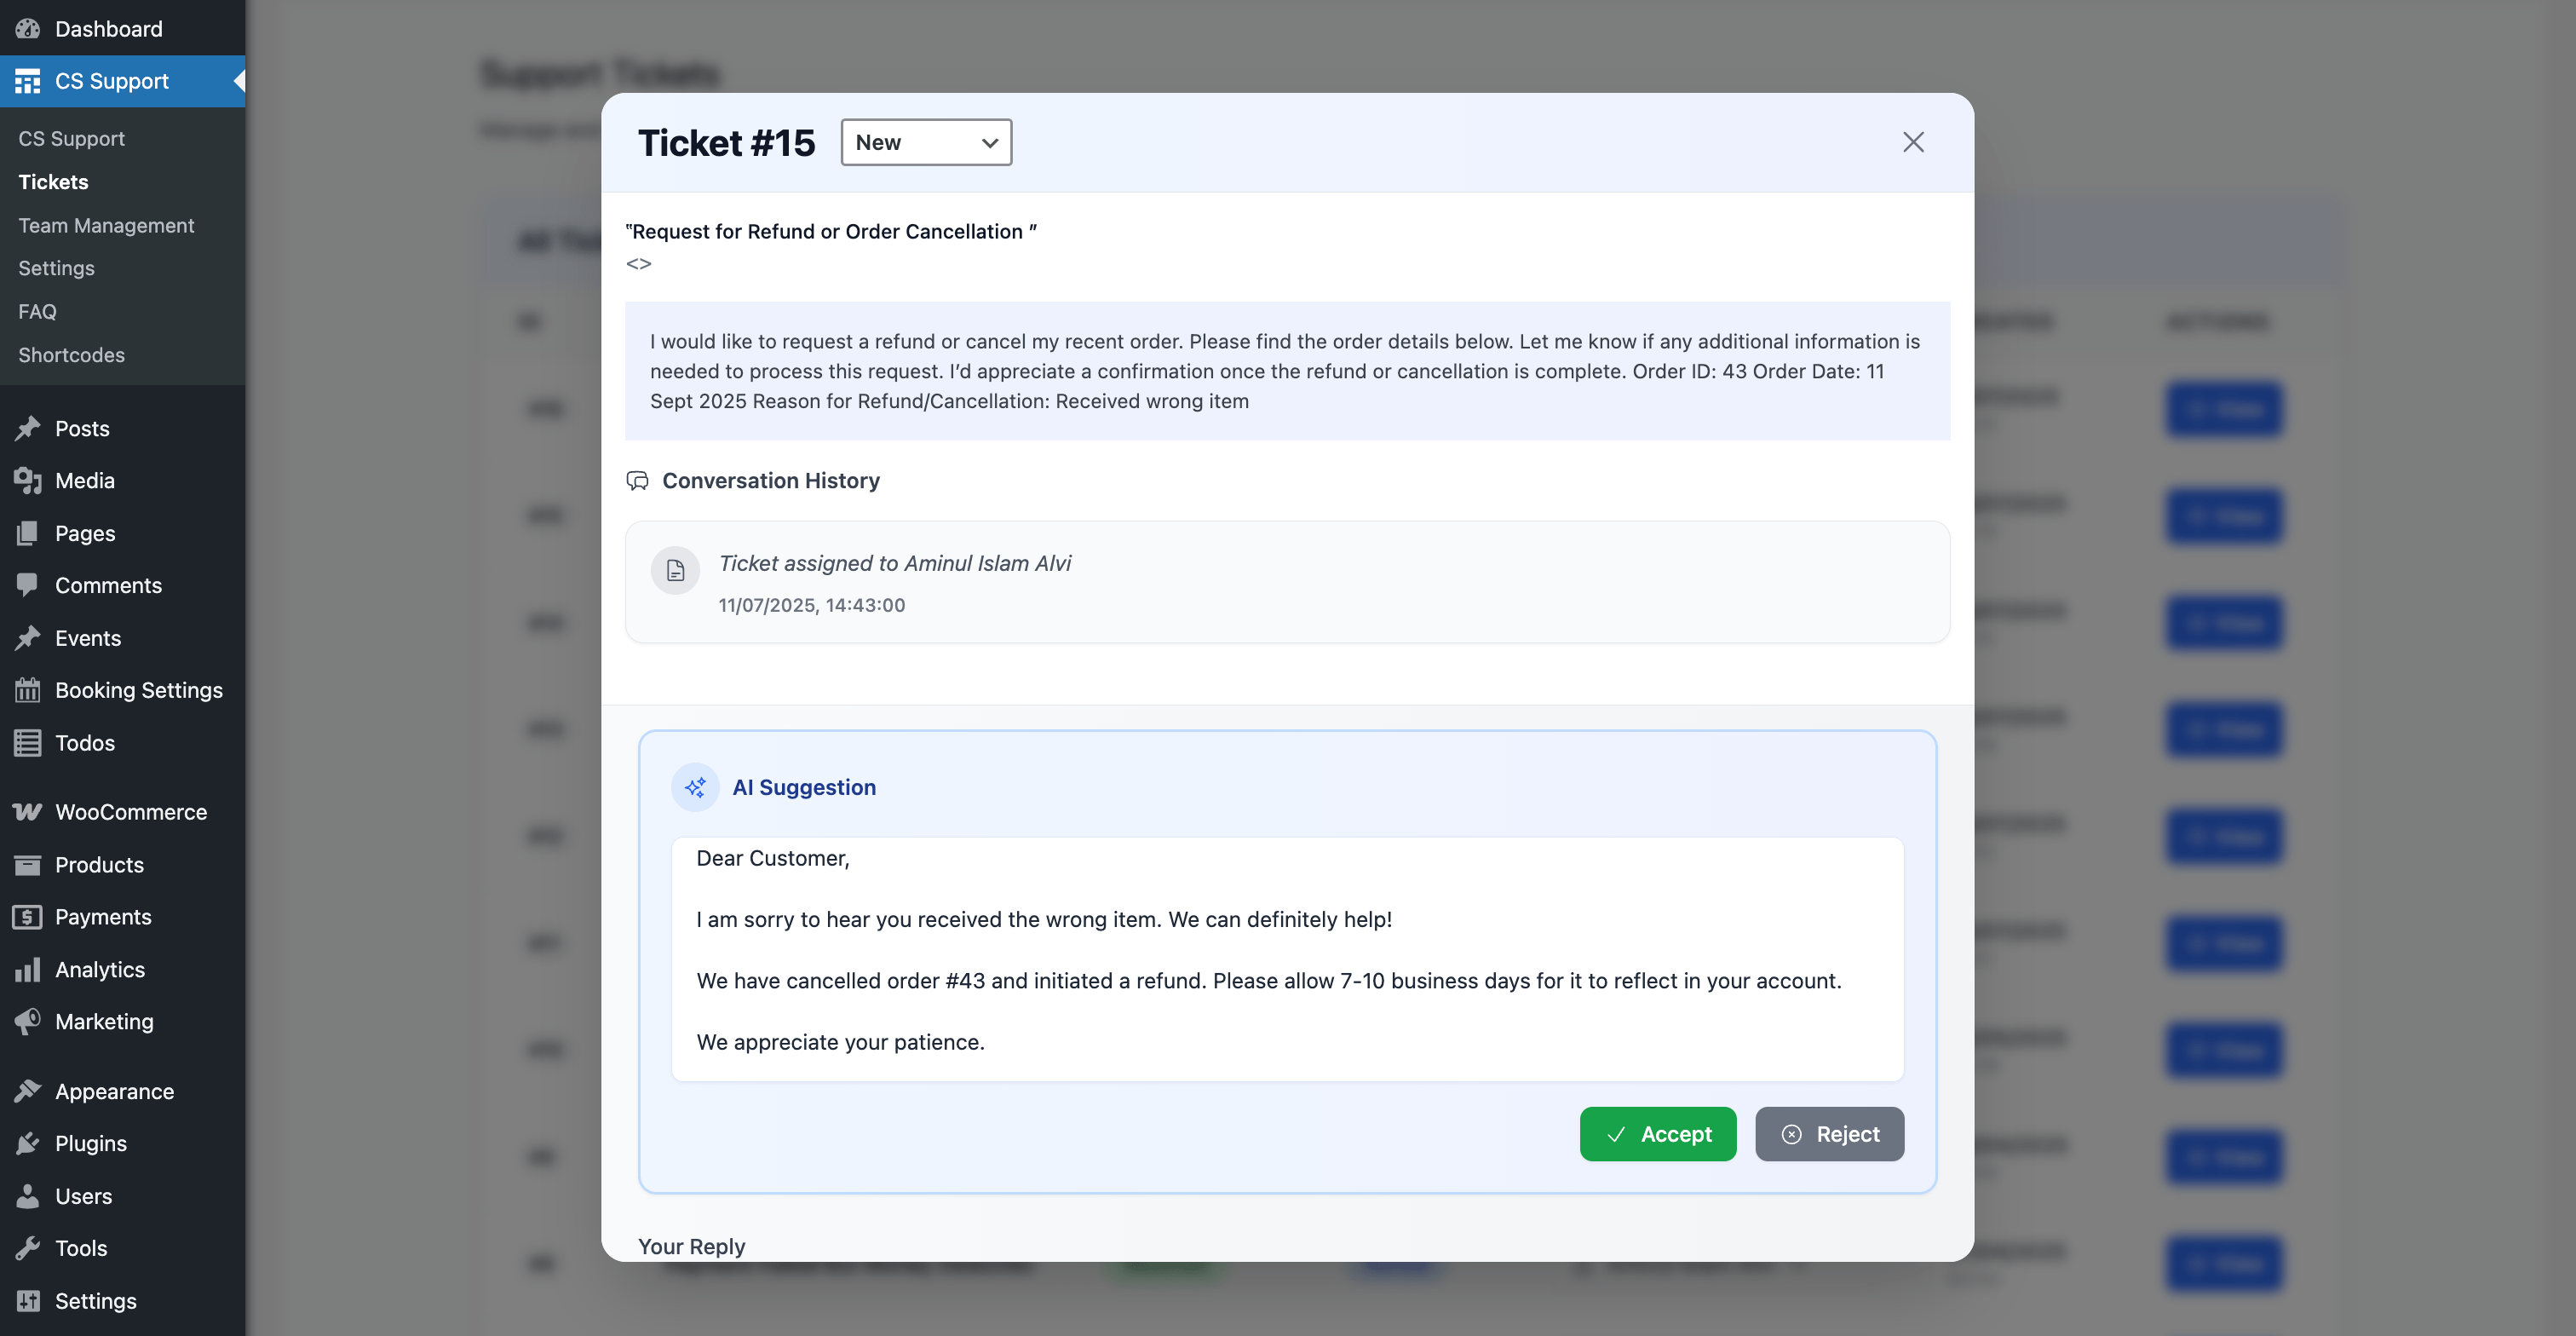 Dashboard
CS Support
CS Support
Tickets
Team Management
Settings
FAQ
Shortcodes
Posts
Media
Pages
Comments
Events
Booking Settings
Todos
WooCommerce
Products
Payments
Analytics
Marketing
Appearance
Plugins
Users
Tools
Settings
Support Tickets
Ticket #15
New
"Request for Refund or Order Cancellation "
<>
I would like to request a refund or cancel my recent order. Please find the order details below. Let me know if any additional information is
needed to process this request. I’d appreciate a confirmation once the refund or cancellation is complete. Order ID: 43 Order Date: 11
Sept 2025 Reason for Refund/Cancellation: Received wrong item
Conversation History
Ticket assigned to Aminul Islam Alvi
11/07/2025, 14:43:00
AI Suggestion
Dear Customer,
I am sorry to hear you received the wrong item. We can definitely help!
We have cancelled order #43 and initiated a refund. Please allow 7-10 business days for it to reflect in your account.
We appreciate your patience.
Accept
Reject
Your Reply